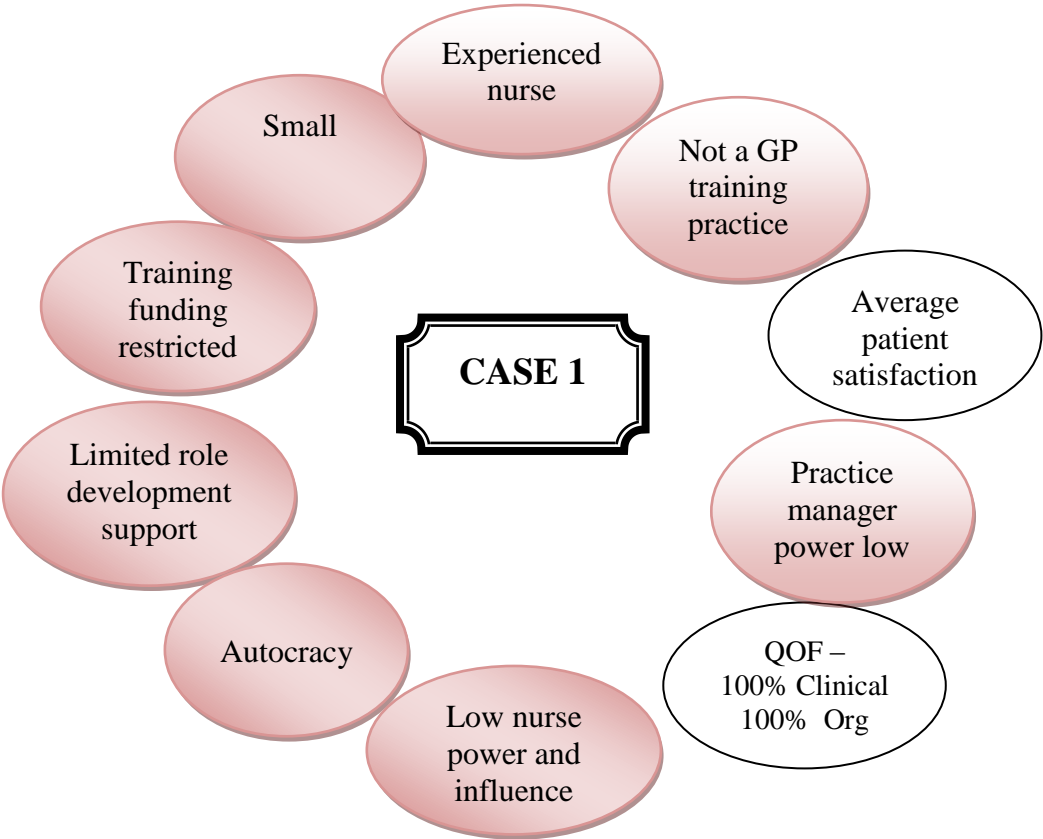 Experienced
nurse
Small
Not a GP
training
practice
Training
funding
restricted
Average
patient
satisfaction
CASE 1
Limited role
development
support
Practice
manager
power low
Autocracy
QOF –
100% Clinical
100% Org
Low nurse
power and
influence